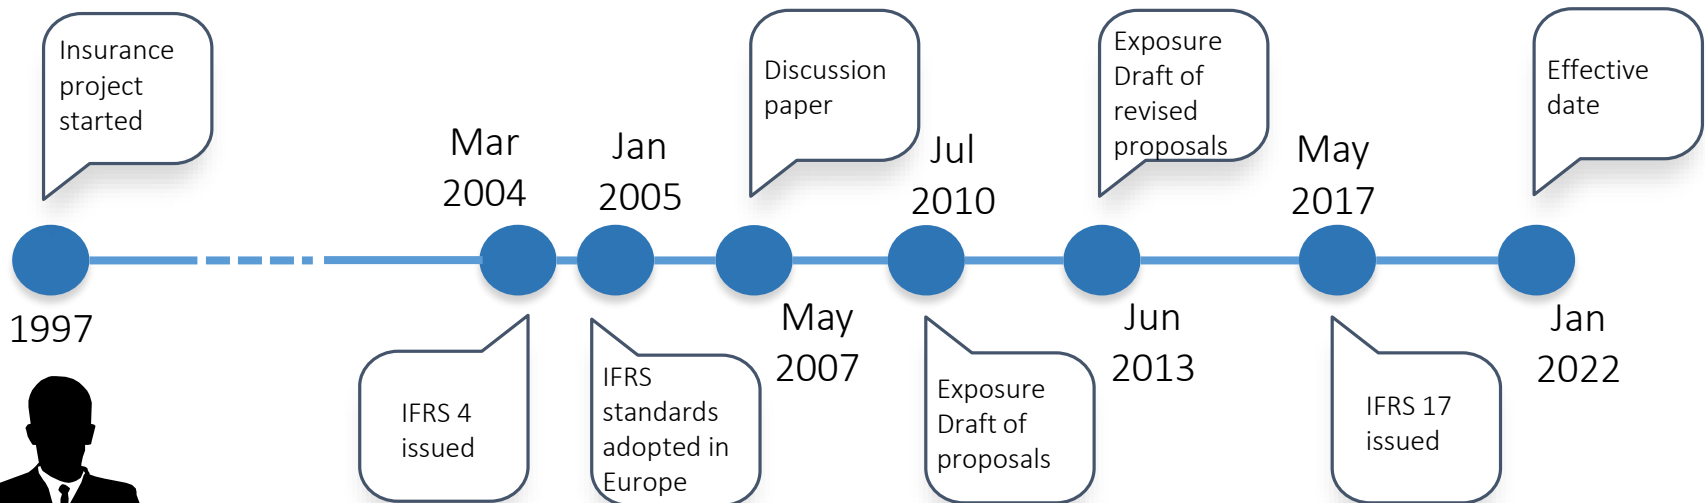 Insurance
project
started
1997
Mar
2004
IFRS 4
issued
Jan
2005
IFRS
standards
adopted in
Europe
Discussion
paper
May
2007
Jul
2010
Exposure
Draft of
proposals
Exposure
Draft of
revised
proposals
Jun
2013
May
2017
IFRS 17
issued
Effective
date
Jan
2022